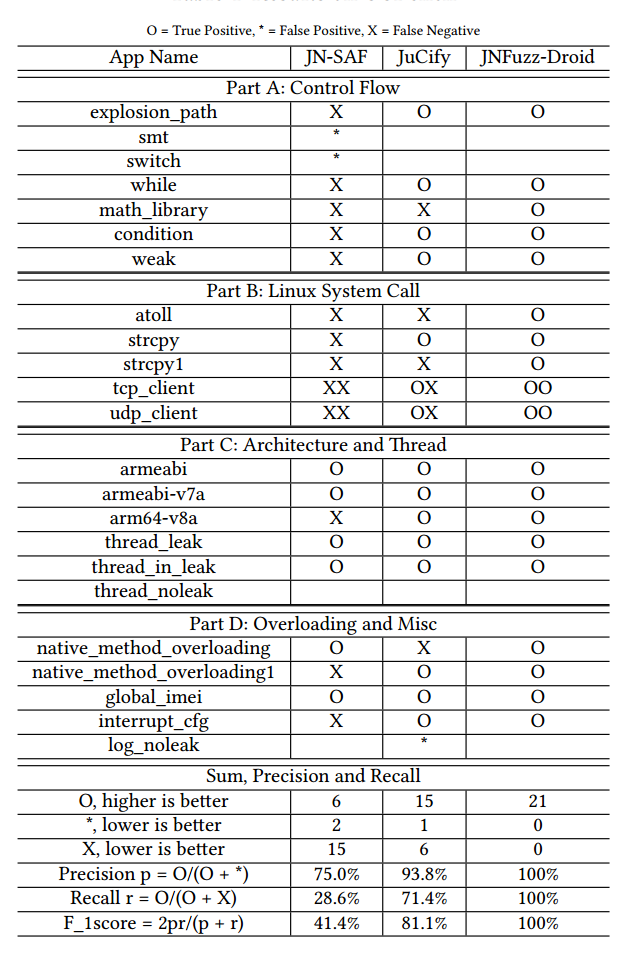 O = True Positive, * = False Positive, X = False Negative
App Name JN-SAF JuCify JNFuzz-Droid
Part A: Control Flow
explosion_path X O O
smt *
switch *
while X O O
math_library X X O
condition X O O
weak X O O
Part B: Linux System Call
atoll X X O
strcpy X O O
strcpy1 X X O
tcp_client XX OX OO
udp_client XX OX OO
Part C: Architecture and Thread
armeabi O O O
armeabi-v7a O O O
arm64-v8a X O O
thread_leak O O O
thread_in_leak O O O
thread_noleak
Part D: Overloading and Misc
native_method_overloading O X O
native_method_overloading1 X O O
global_imei O O O
interrupt_cfg X O O
log_noleak *
Sum, Precision and Recall
O, higher is better 6 15 21
*, lower is better 2 1 0
X, lower is better 15 6 0
Precision p = O/(O + *) 75.0% 93.8% 100%
Recall r = O/(O + X) 28.6% 71.4% 100%
F_1score = 2pr/(p + r) 41.4% 81.1% 100%